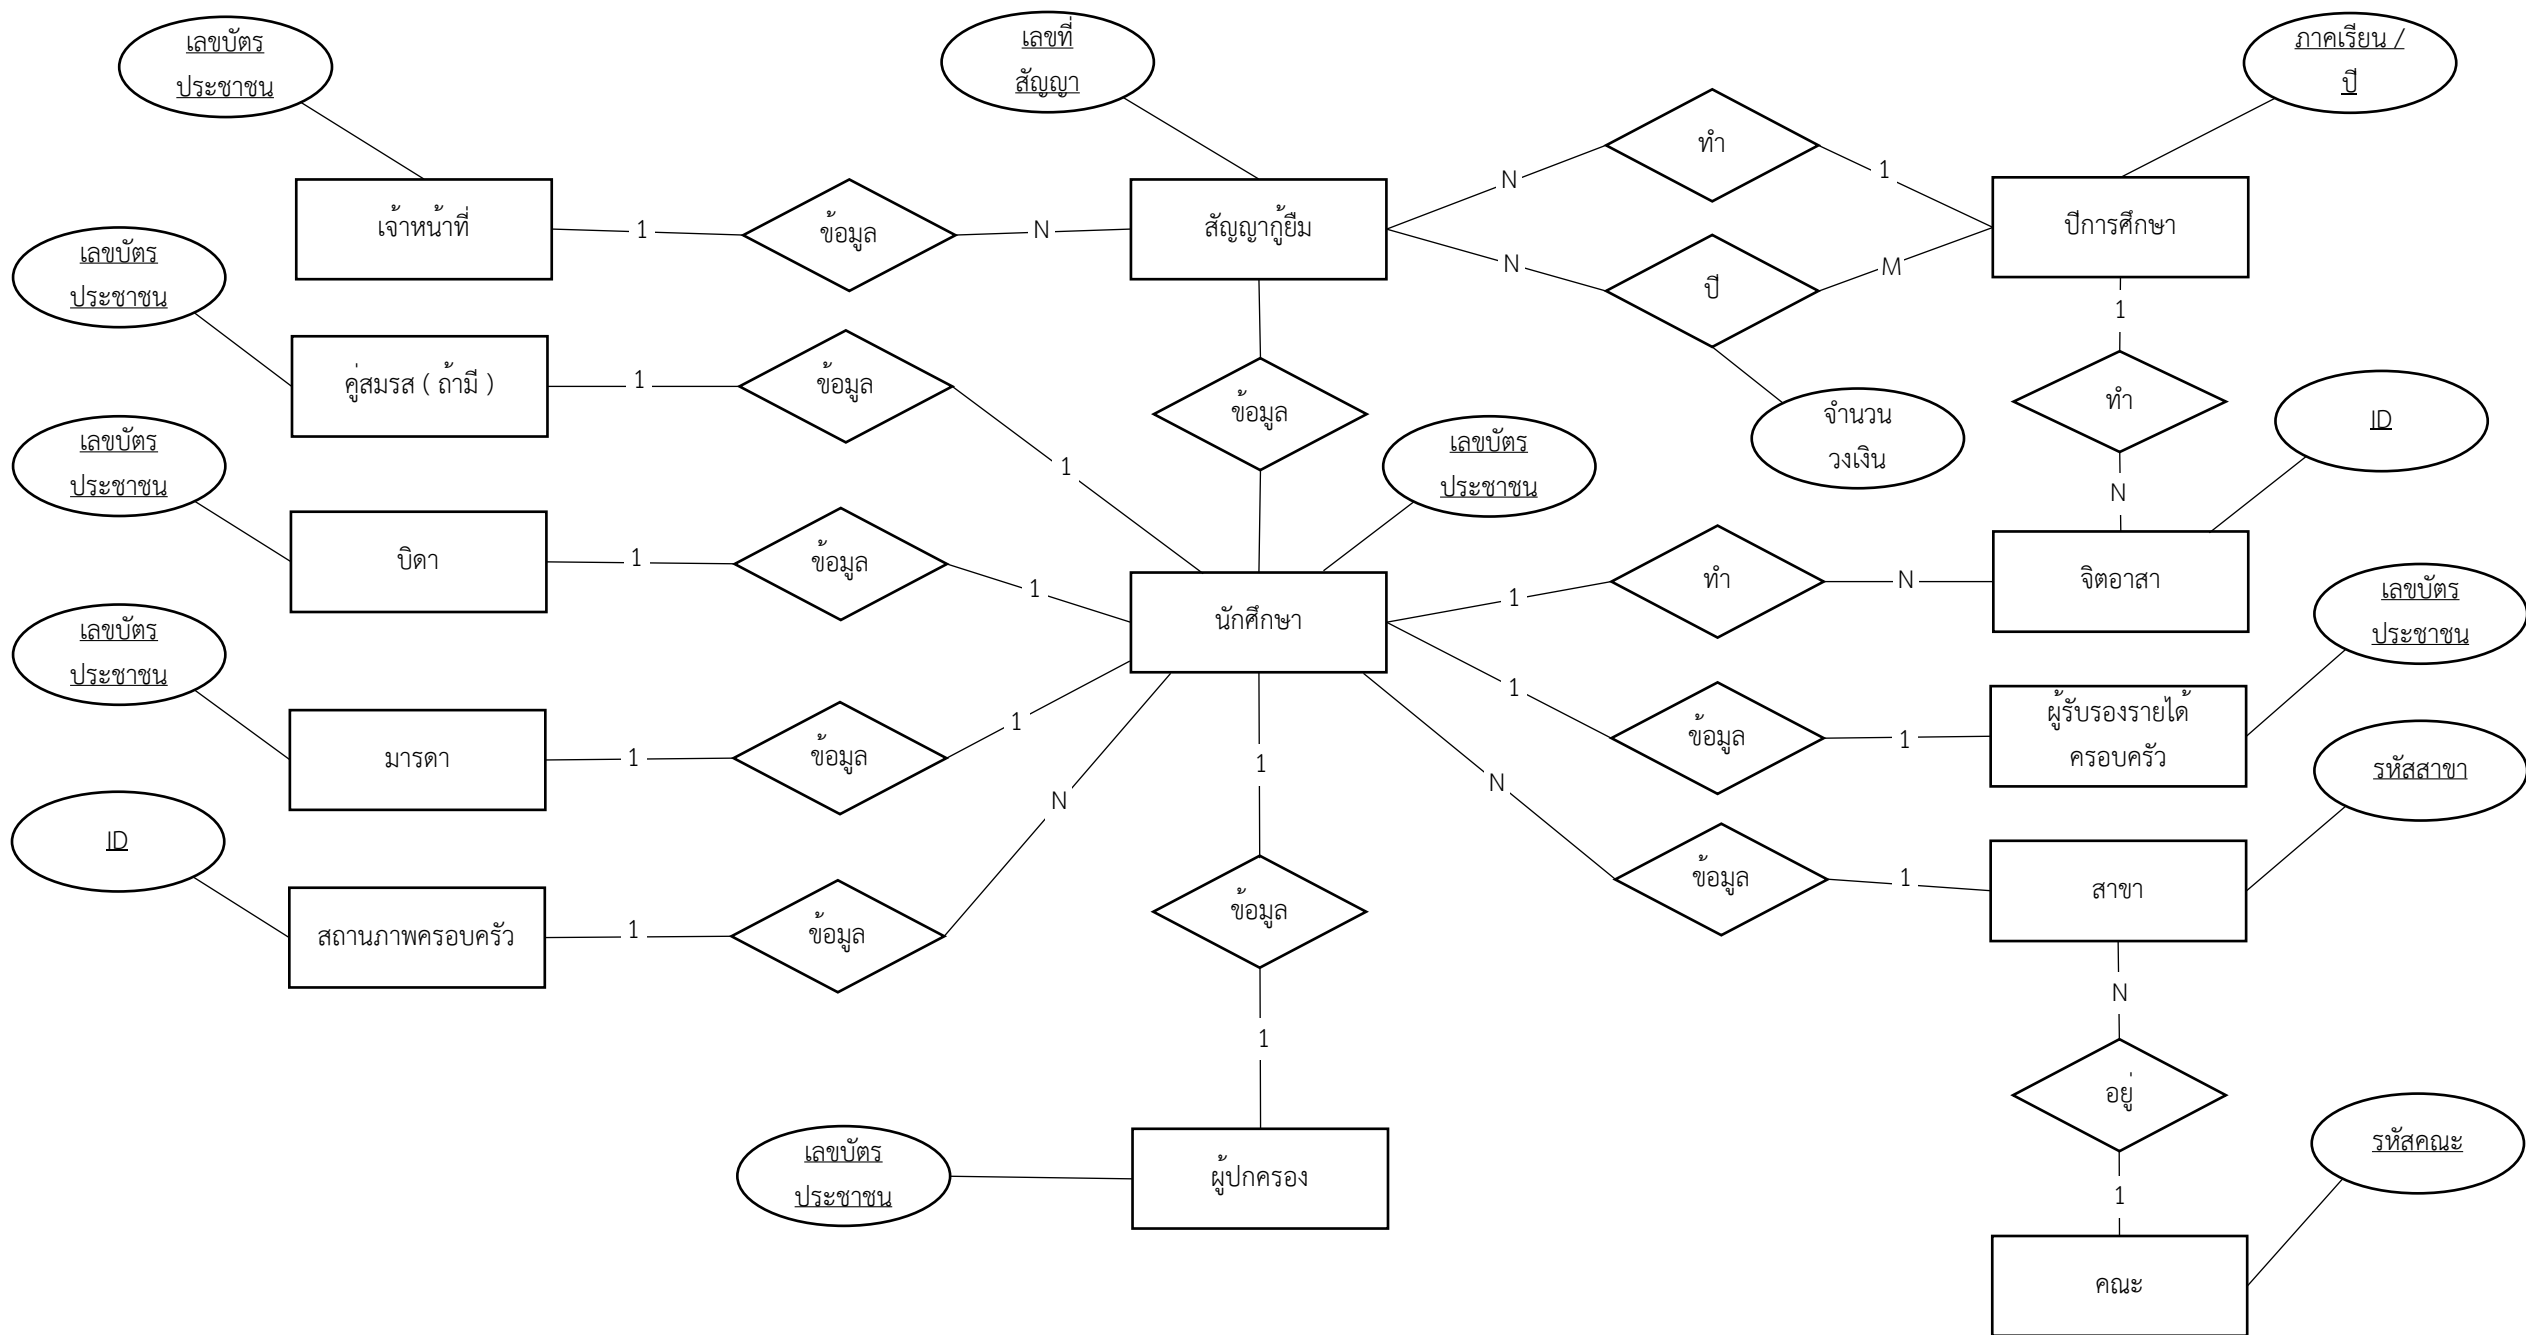 เลขบัตร
ประชาชน
เลขที่
สัญญา
ภาคเรียน /
ปี
ทำ
1
N
เจ้าหน้าที่
1
ข้อมูล
N
สัญญากู้ยืม
ปีการศึกษา
เลขบัตร
ประชาชน
N
ปี
M
1
คู่สมรส ( ถ้ามี )
1
ข้อมูล
ข้อมูล
จำนวน
วงเงิน
ทำ
ID
เลขบัตร
ประชาชน
1
เลขบัตร
ประชาชน
N
บิดา
1
ข้อมูล
1
นักศึกษา
1
ทำ
N
จิตอาสา
เลขบัตร
ประชาชน
เลขบัตร
ประชาชน
มารดา
1
ข้อมูล
1
1
1
ข้อมูล
1
ผู้รับรองรายได้
ครอบครัว
รหัสสาขา
ID
N
N
สถานภาพครอบครัว
1
ข้อมูล
ข้อมูล
ข้อมูล
1
สาขา
1
N
อยู่
1
รหัสคณะ
เลขบัตร
ประชาชน
ผู้ปกครอง
คณะ